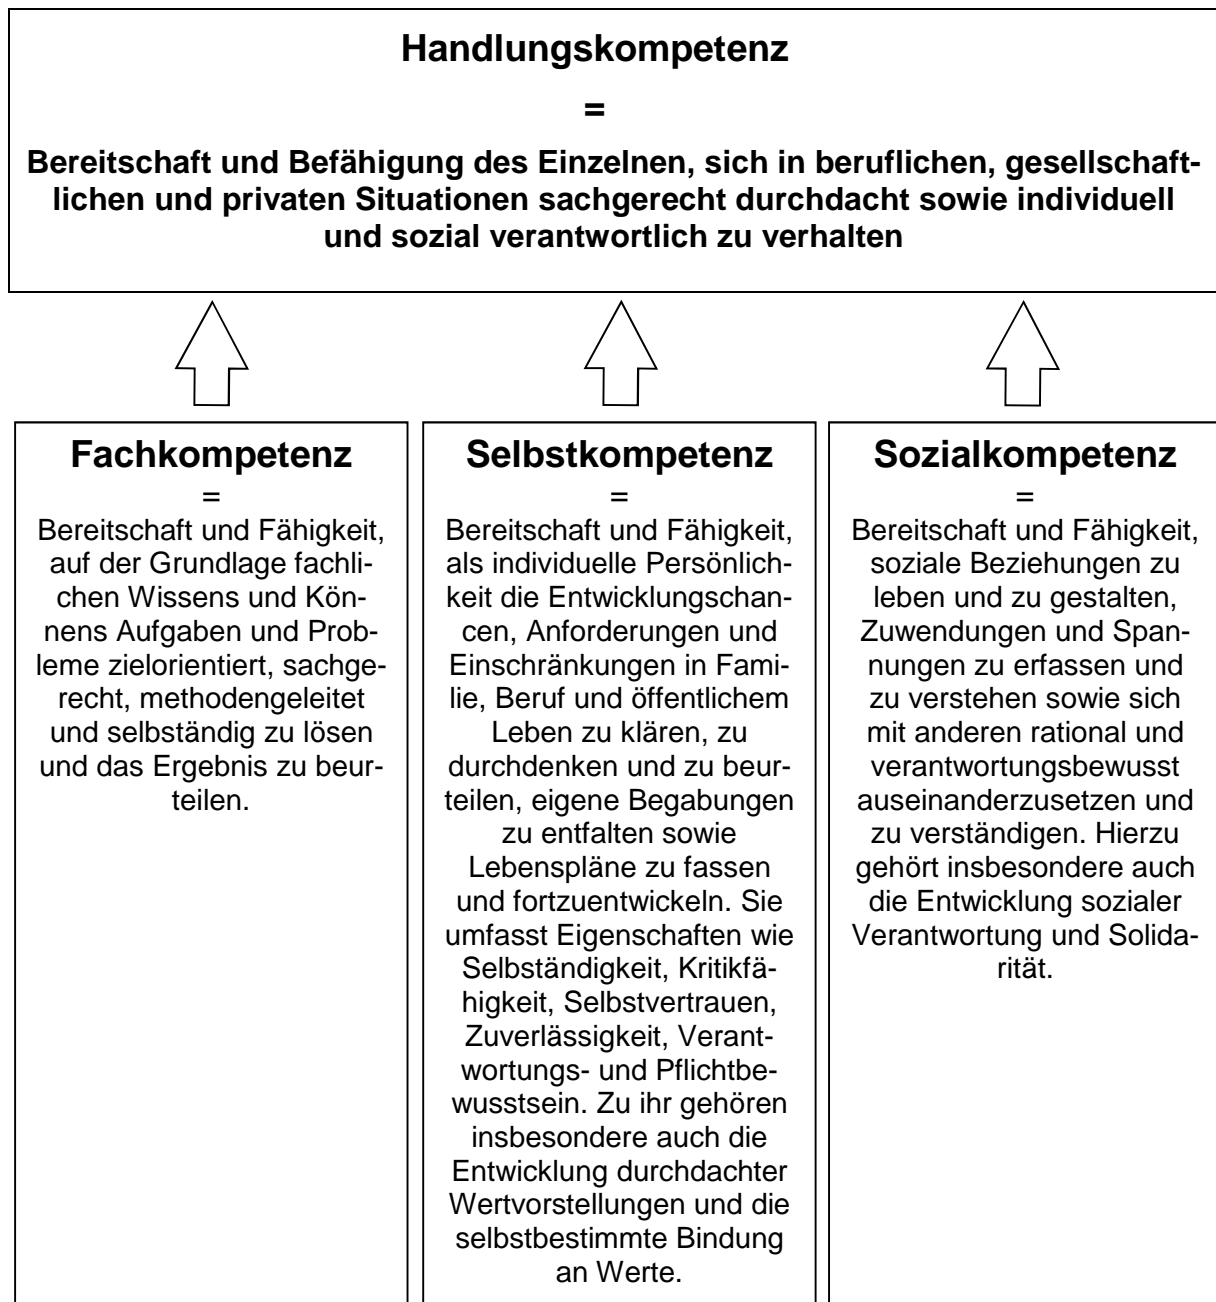 Handlungskompetenz
=
Bereitschaft und Befähigung des Einzelnen, sich in beruflichen, gesellschaft-
lichen und privaten Situationen sachgerecht durchdacht sowie individuell
und sozial verantwortlich zu verhalten
Fachkompetenz
=
Bereitschaft und Fähigkeit,
auf der Grundlage fachli-
chen Wissens und Kön-
nens Aufgaben und Prob-
leme zielorientiert, sachge-
recht, methodengeleitet
und selbständig zu lösen
und das Ergebnis zu beur-
teilen.
Selbstkompetenz
=
Bereitschaft und Fähigkeit,
als individuelle Persönlich-
keit die Entwicklungschan-
cen, Anforderungen und
Einschränkungen in Fami-
lie, Beruf und öffentlichem
Leben zu klären, zu
durchdenken und zu beur-
teilen, eigene Begabungen
zu entfalten sowie
Lebenspläne zu fassen
und fortzuentwickeln. Sie
umfasst Eigenschaften wie
Selbständigkeit, Kritikfä-
higkeit, Selbstvertrauen,
Zuverlässigkeit, Verant-
wortungs- und Pflichtbe-
wusstsein. Zu ihr gehören
insbesondere auch die
Entwicklung durchdachter
Wertvorstellungen und die
selbstbestimmte Bindung
an Werte.
Sozialkompetenz
=
Bereitschaft und Fähigkeit,
soziale Beziehungen zu
leben und zu gestalten,
Zuwendungen und Span-
nungen zu erfassen und
zu verstehen sowie sich
mit anderen rational und
verantwortungsbewusst
auseinanderzusetzen und
zu verständigen. Hierzu
gehört insbesondere auch
die Entwicklung sozialer
Verantwortung und Solida-
rität.